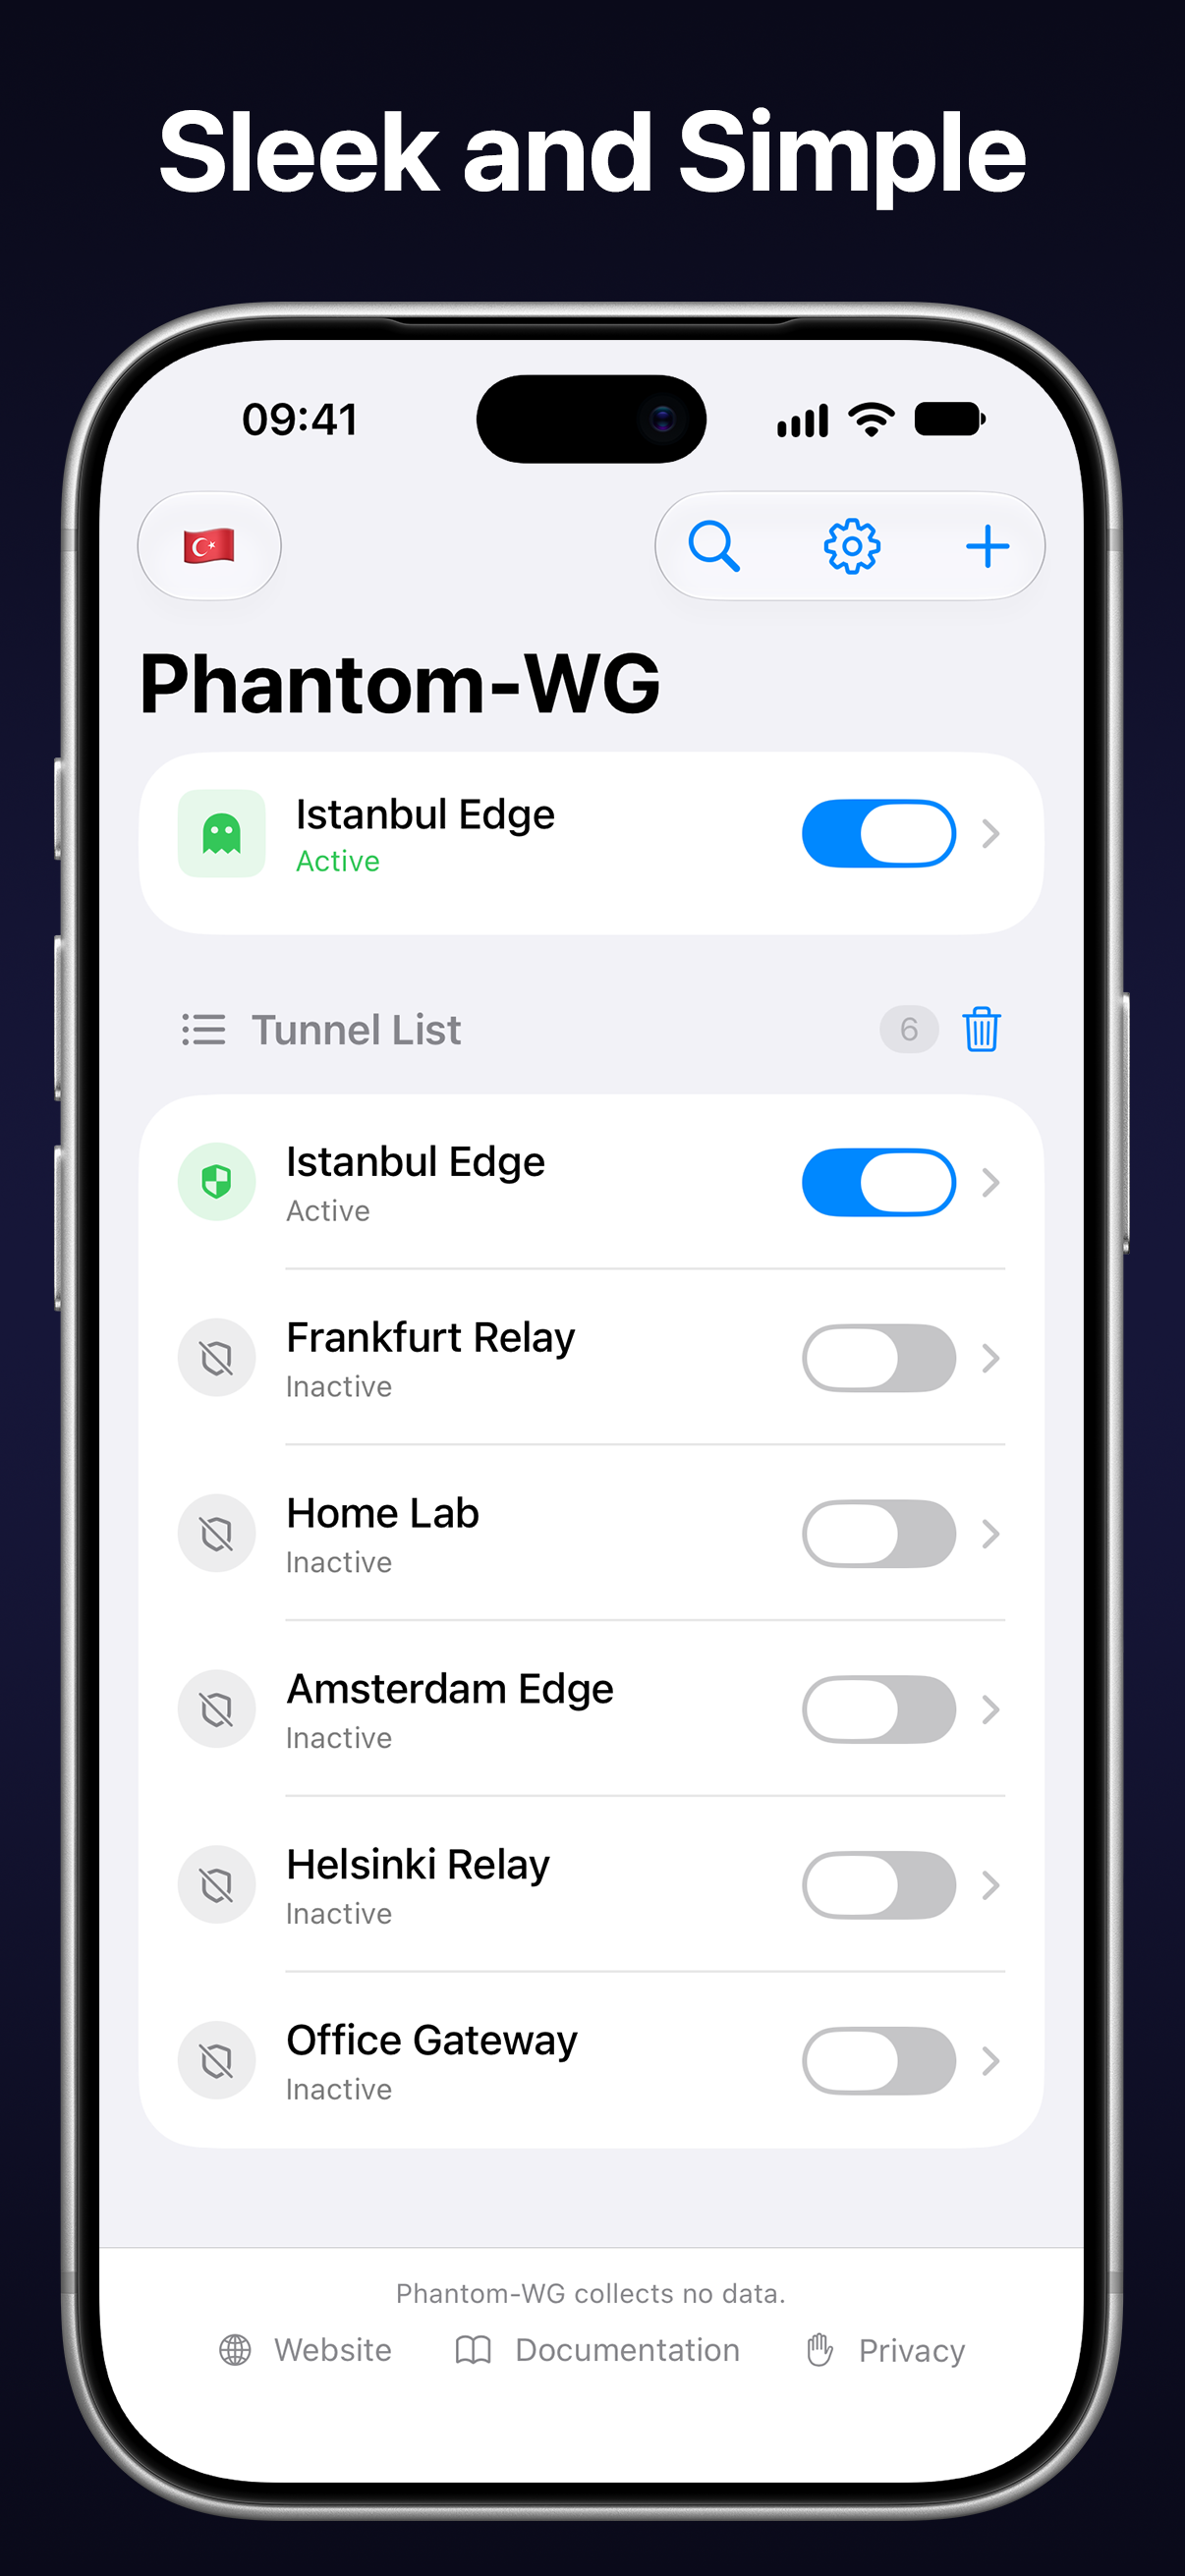 Sleek and Simple
09:41
Phantom-WG
Istanbul Edge
Active
Tunnel List
6
Istanbul Edge
Active
Frankfurt Relay
Inactive
Home Lab
Inactive
Amsterdam Edge
Inactive
Helsinki Relay
Inactive
Office Gateway
Inactive
Phantom-WG collects no data.
Website Documentation Privacy